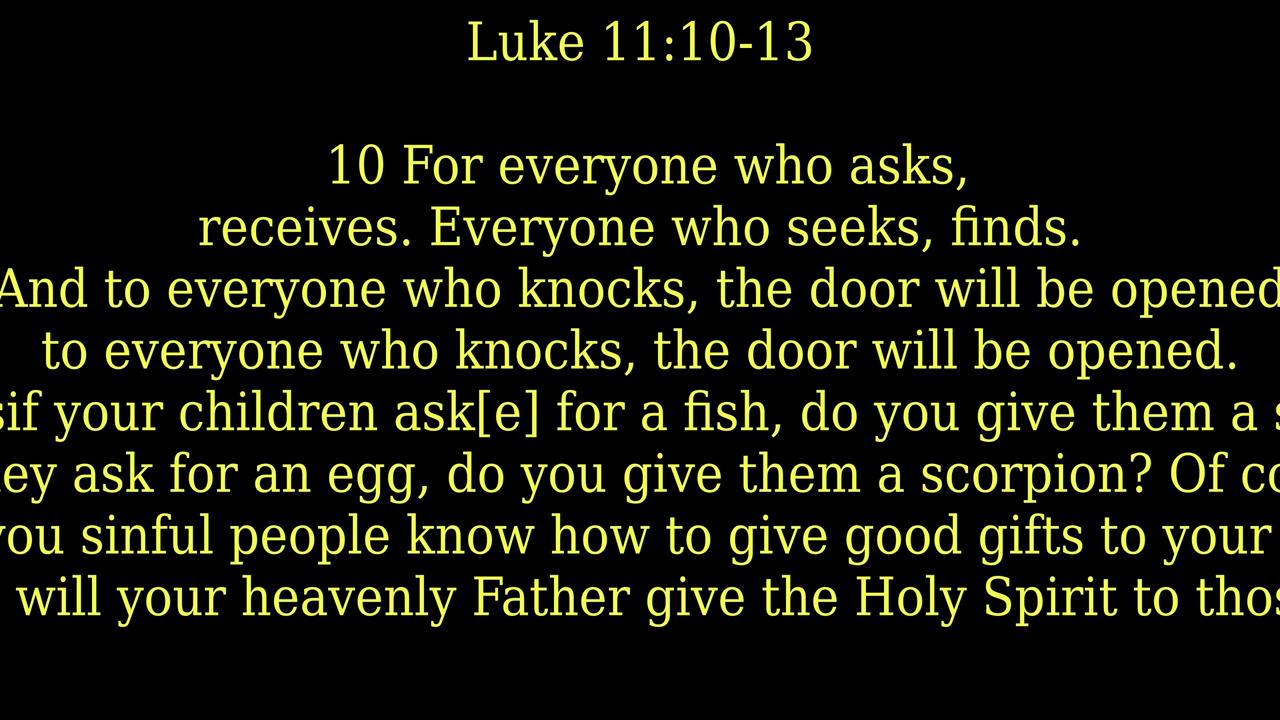 Luke 11:10-13
10 For everyone who asks,
receives. Everyone who seeks, finds.
And to everyone who knocks, the door will be opened
to everyone who knocks, the door will be opened.
if your children ask[e] for a fish, do you give them a
ey ask for an egg, do you give them a scorpion? Of co
you sinful people know how to give good gifts to your
will your heavenly Father give the Holy Spirit to thos